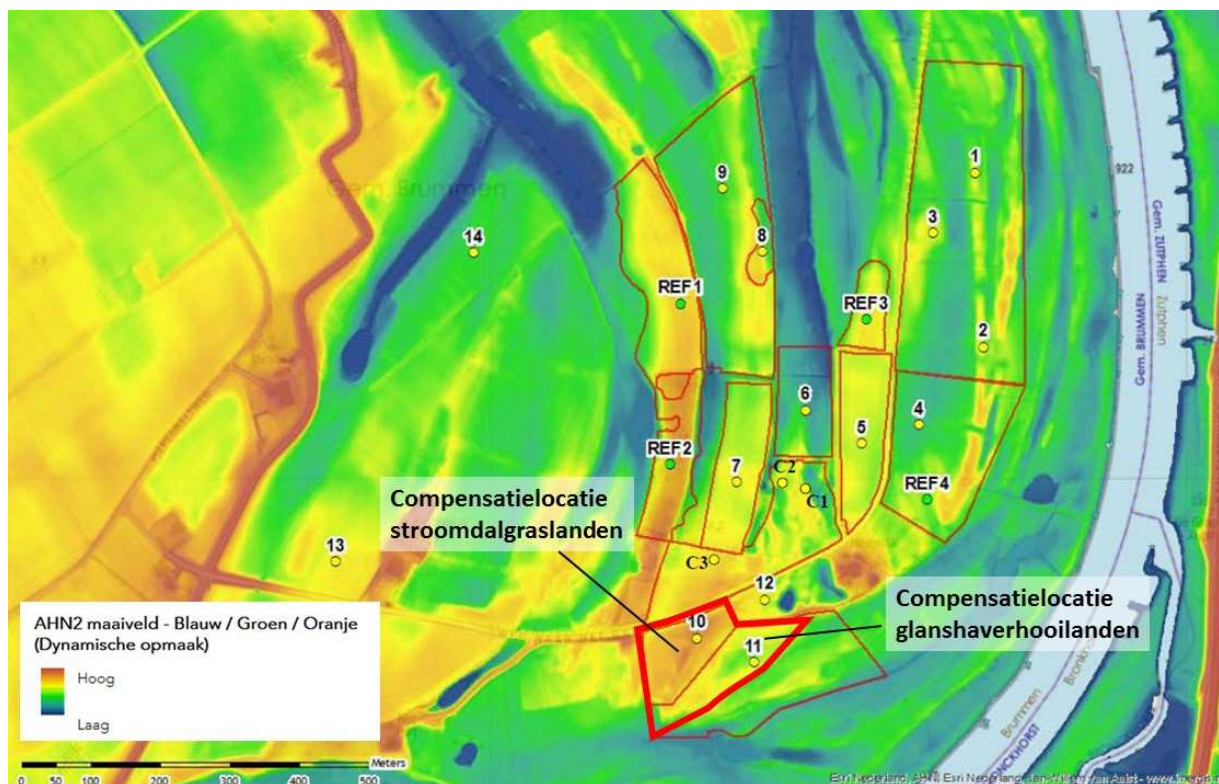 Gem. Brummen
922
Gem. ZUTPHEN
Zutphen
Gem. BRUMMEN
1
9
3
14
8
REF1
REF3
2
6
4
5
REF2
7
C2
C1
REF4
Compensatielocatie
stroomdalgraslanden
13
C3
12
Compensatielocatie
glanshaverhooilanden
10
11
AHN2 maaiveld - Blauw / Groen / Oranje
(Dynamische opmaak)
Hoog
Laag
Brummen
0 50 100 200 300 400 500 Meters
Esri Nederland, AHN, Esri Nederland,